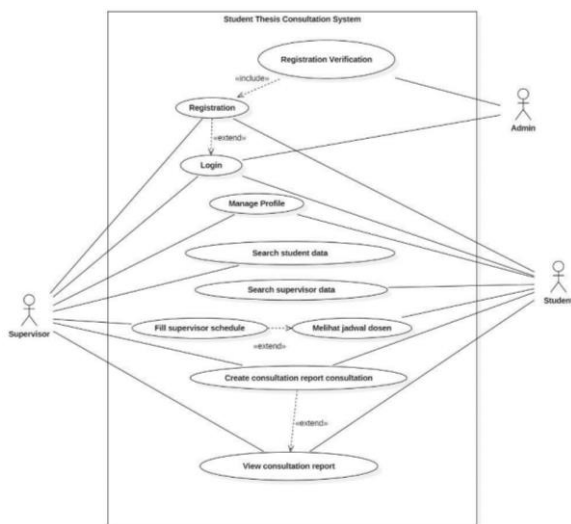 Student Thesis Consultation System
Registration Verification
«include»
Registration
Admin
«extend»
Login
Manage Profile
Search student data
Search supervisor data
Student
Supervisor
Fill supervisor schedule
Melihat jadwal dosen
«extend»
Create consultation report consultation
«extend»
View consultation report